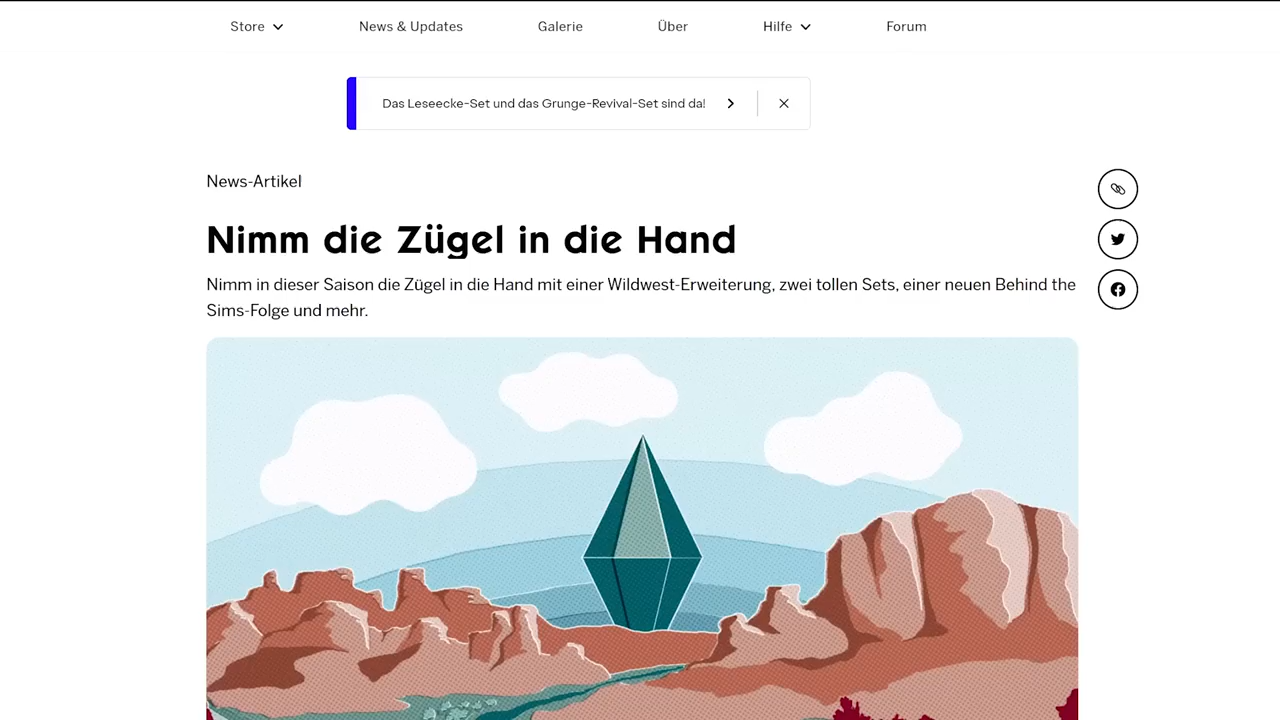 Store
News & Updates
Galerie
Über
Hilfe
Forum
Das Leseecke-Set und das Grunge-Revival-Set sind da!
News-Artikel
Nimm die Zügel in die Hand
Nimm in dieser Saison die Zügel in die Hand mit einer Wildwest-Erweiterung, zwei tollen Sets, einer neuen Behind the
Sims-Folge und mehr.